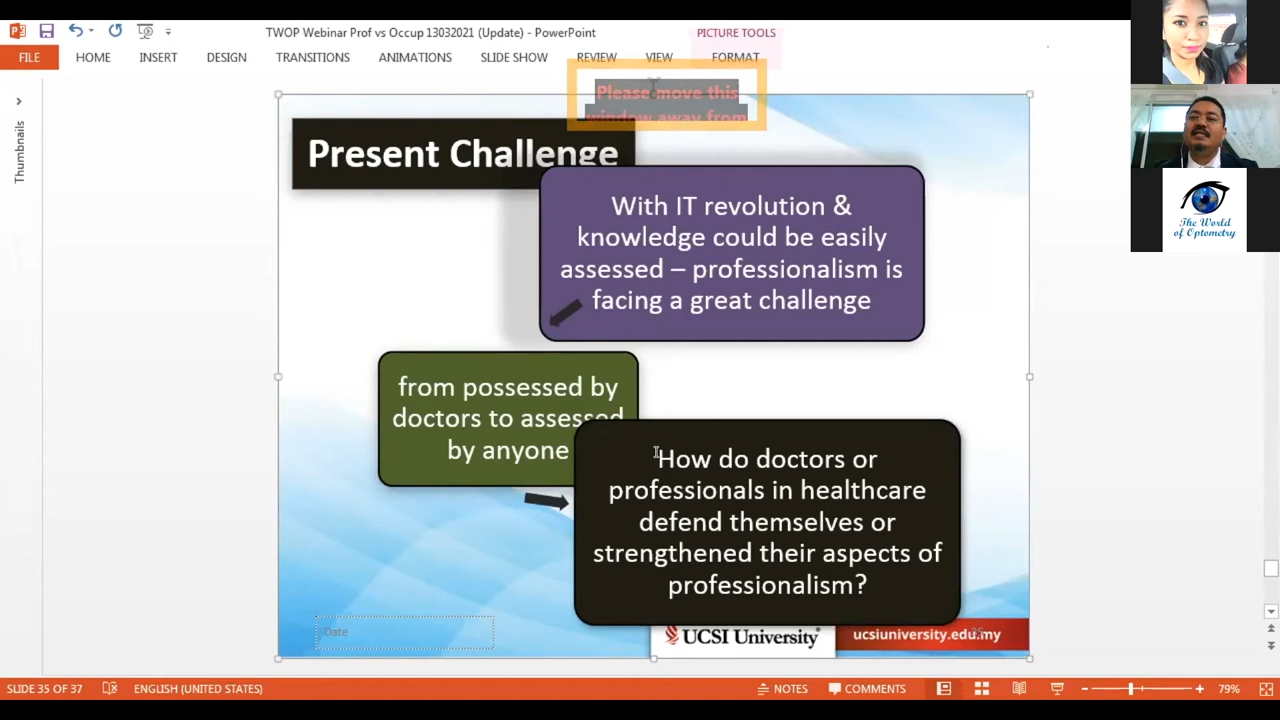 TWOP Webinar Prof vs Occup 13032021 (Update) - PowerPoint
PICTURE TOOLS
FILE
HOME
INSERT
DESIGN
TRANSITIONS
ANIMATIONS
SLIDE SHOW
REVIEW
VIEW
FORMAT
Thumbnails
Please move this
window away from
Present Challenge
With IT revolution &
knowledge could be easily
assessed – professionalism is
facing a great challenge
from possessed by
doctors to assessed
by anyone
How do doctors or
professionals in healthcare
defend themselves or
strengthened their aspects of
professionalism?
Date
UCSI University
ucsiuniversity.edu.my
35
The World
of Optometry
SLIDE 35 OF 37
ENGLISH (UNITED STATES)
NOTES
COMMENTS
79%